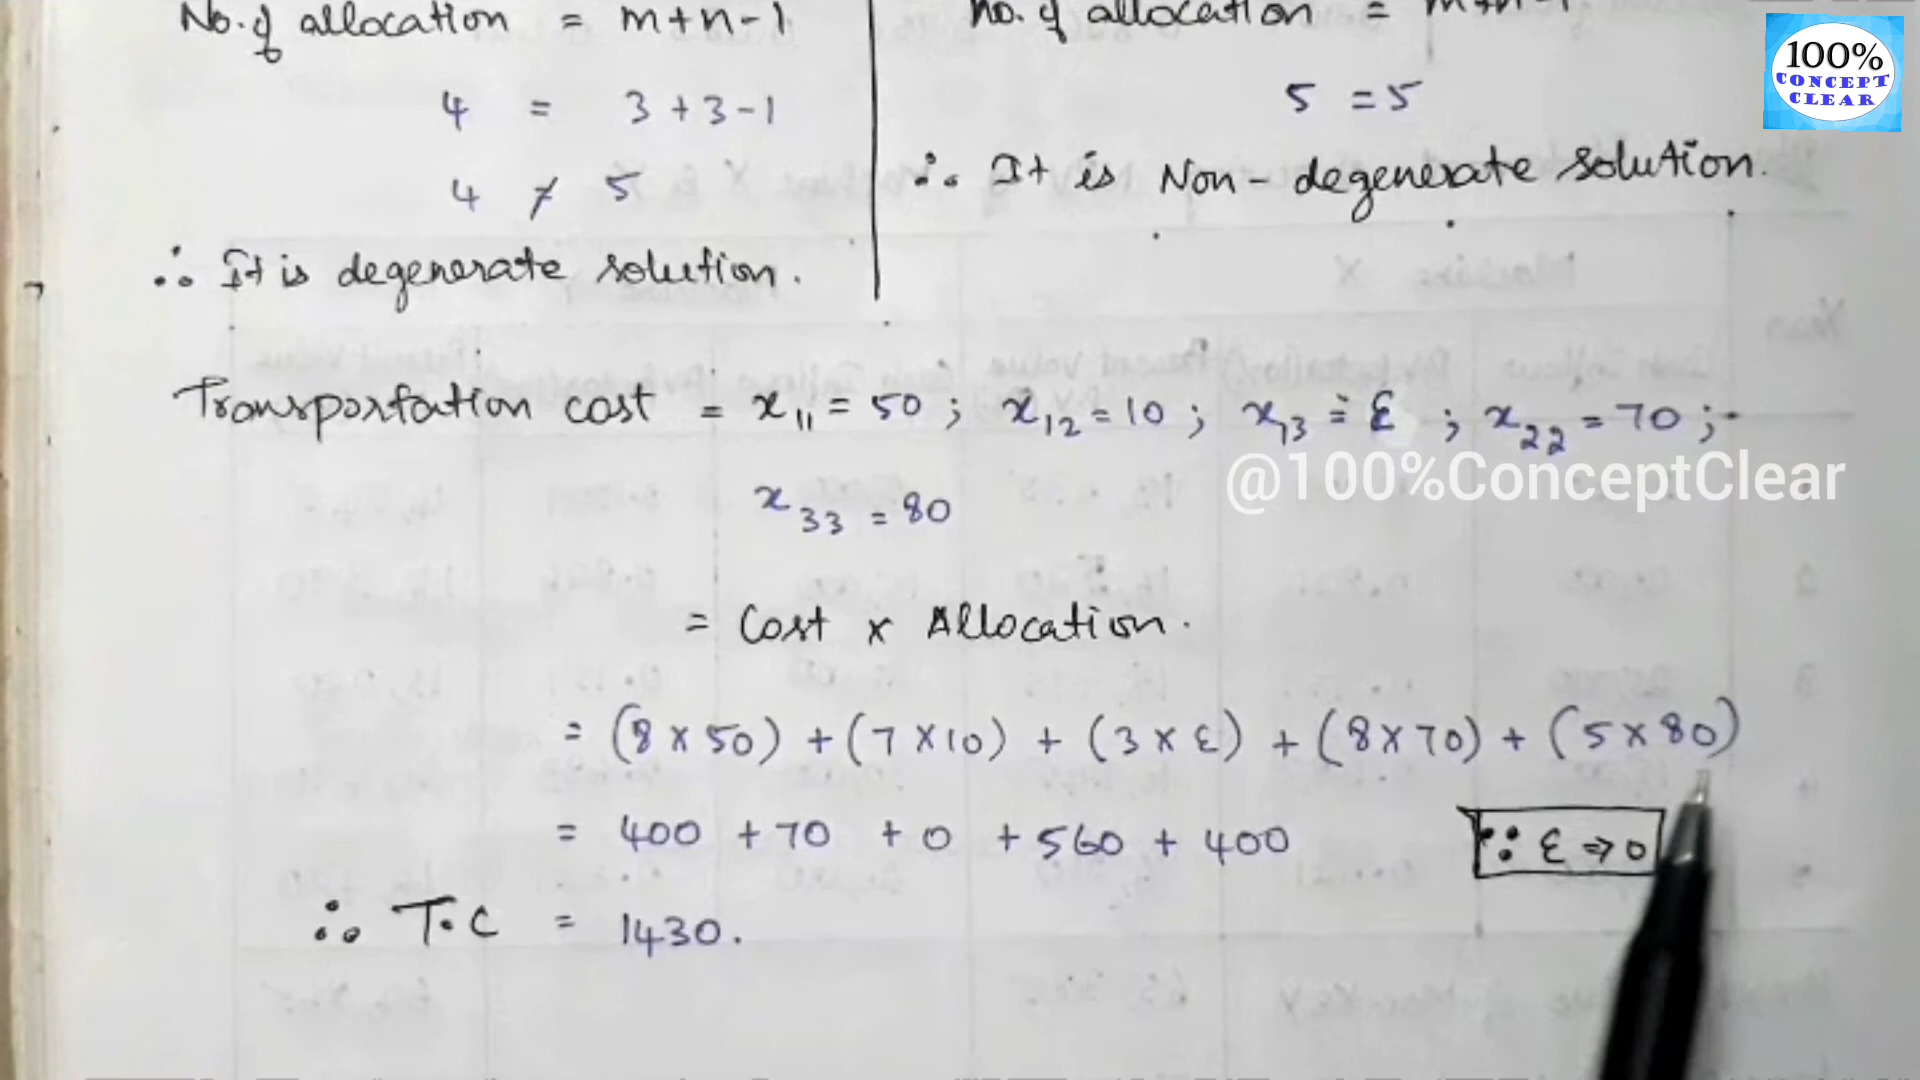 No. of allocation = m+n-1
4 = 3+3-1
4 ≠ 5
∴ It is degenerate solution.
No. of allocation = m+n-1
5 = 5
∴ It is Non-degenerate solution.
100%
CONCEPT
CLEAR
Transportation cost = x₁₁ = 50 ; x₁₂ = 10 ; x₁₃ = ε ; x₂₂ = 70 ;
@100%ConceptClear
x₃₃ = 80
= Cost x Allocation.
= (8 x 50) + (7 x 10) + (3 x ε) + (8 x 70) + (5 x 80)
= 400 + 70 + 0 + 560 + 400
∵ ε ⇒ 0
∴ T.C = 1430.